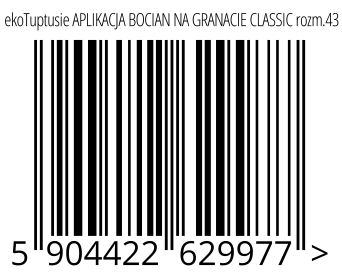 ekoTuptusie APLIKACJA BOCIAN NA GRANACIE CLASSIC rozm.43
5 904422 629977 >